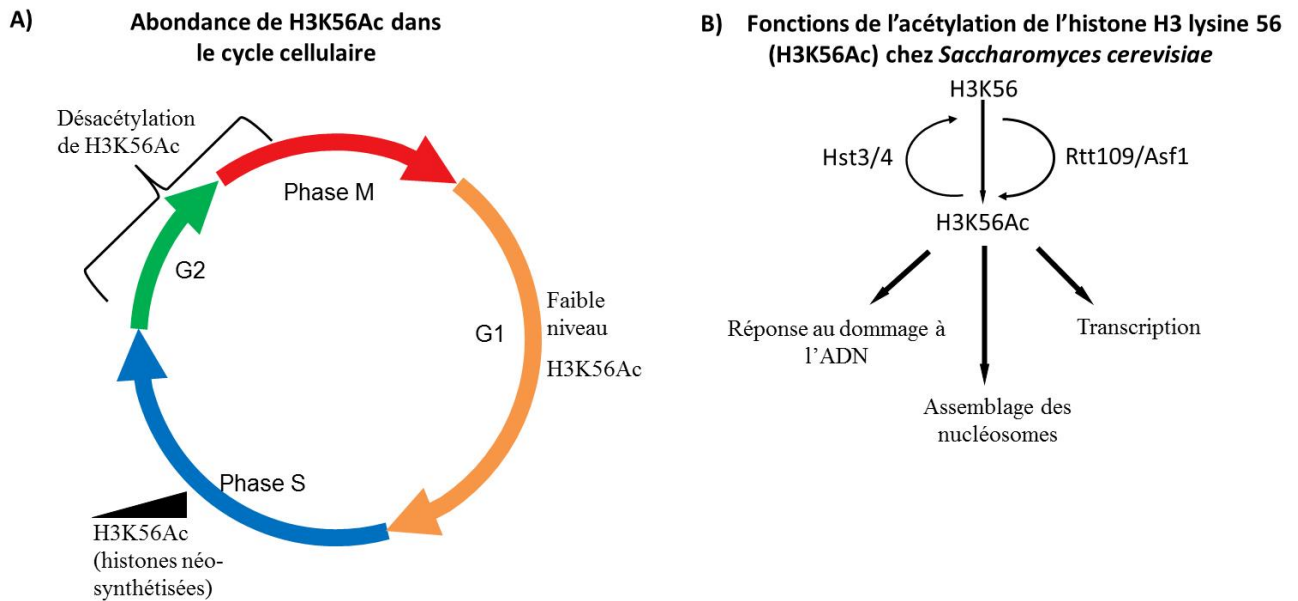 A)
Abondance de H3K56Ac dans
le cycle cellulaire
Désacétylation
de H3K56Ac
Phase M
G2
G1
Faible
niveau
H3K56Ac
Phase S
H3K56Ac
(histones néo-
synthétisées)
B) Fonctions de l'acétylation de l'histone H3 lysine 56
(H3K56Ac) chez Saccharomyces cerevisiae
H3K56
Hst3/4
Rtt109/Asf1
H3K56Ac
Réponse au dommage à
l'ADN
Transcription
Assemblage des
nucléosomes